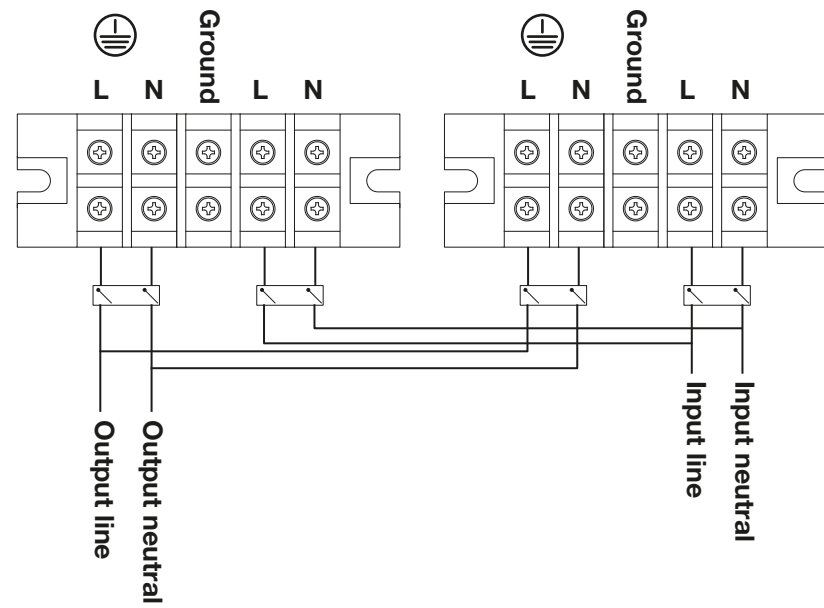 Ground
Ground
L N L N
L N L N
Output line
Output neutral
Input line
Input neutral